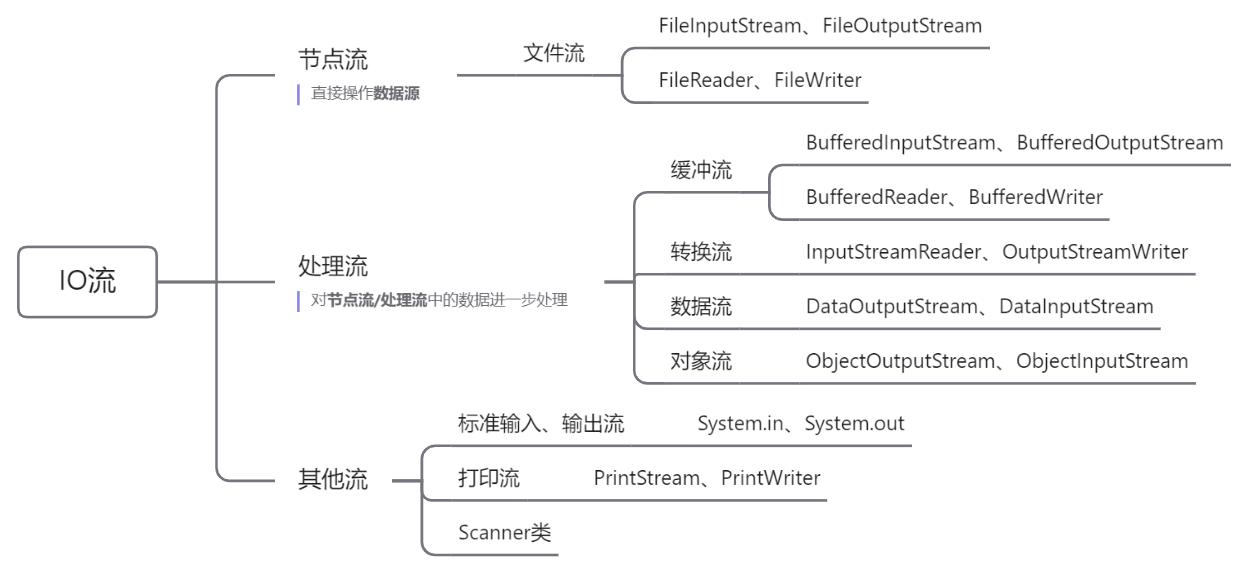 IO流
节点流
直接操作数据源
文件流
FileInputStream、FileOutputStream
FileReader、FileWriter
处理流
对节点流/处理流中的数据进一步处理
缓冲流
BufferedInputStream、BufferedOutputStream
BufferedReader、BufferedWriter
转换流
InputStreamReader、OutputStreamWriter
数据流
DataOutputStream、DataInputStream
对象流
ObjectOutputStream、ObjectInputStream
其他流
标准输入、输出流
System.in、System.out
打印流
PrintStream、PrintWriter
Scanner类